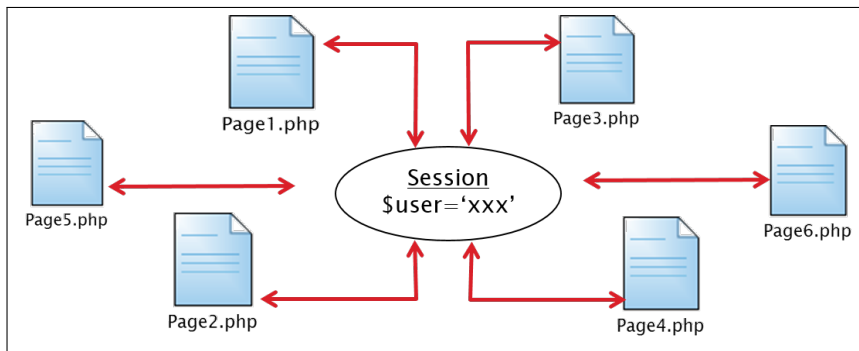 Page1.php
Page3.php
Page5.php
Session
$user=‘xxx’
Page6.php
Page2.php
Page4.php